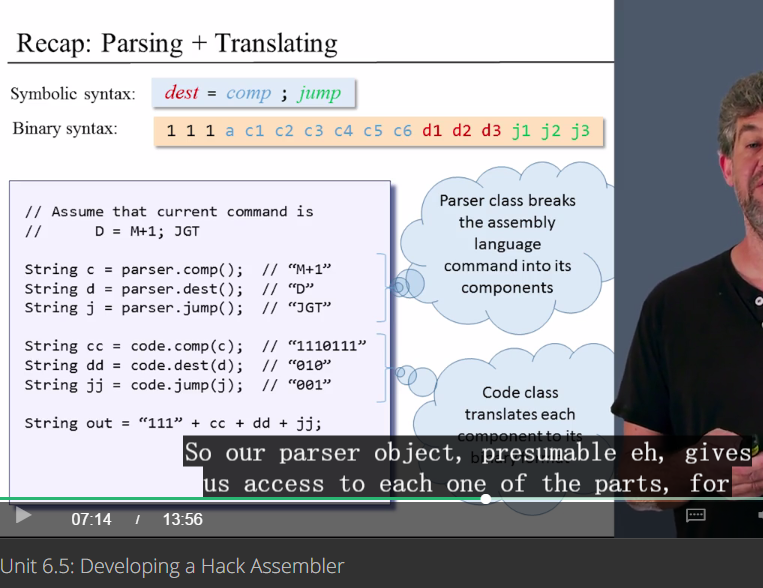 Recap: Parsing + Translating
Symbolic syntax: dest = comp ; jump
Binary syntax: 1 1 1 a c1 c2 c3 c4 c5 c6 d1 d2 d3 j1 j2 j3
// Assume that current command is
// D = M+1; JGT
String c = parser.comp(); // “M+1”
String d = parser.dest(); // “D”
String j = parser.jump(); // “JGT”
String cc = code.comp(c); // “1110111”
String dd = code.dest(d); // “010”
String jj = code.jump(j); // “001”
String out = “111” + cc + dd + jj;
Parser class breaks
the assembly
language
command into its
components
Code class
translates each
component to its
So our parser object, presumable eh, gives
us access to each one of the parts, for
07:14 / 13:56
Unit 6.5: Developing a Hack Assembler